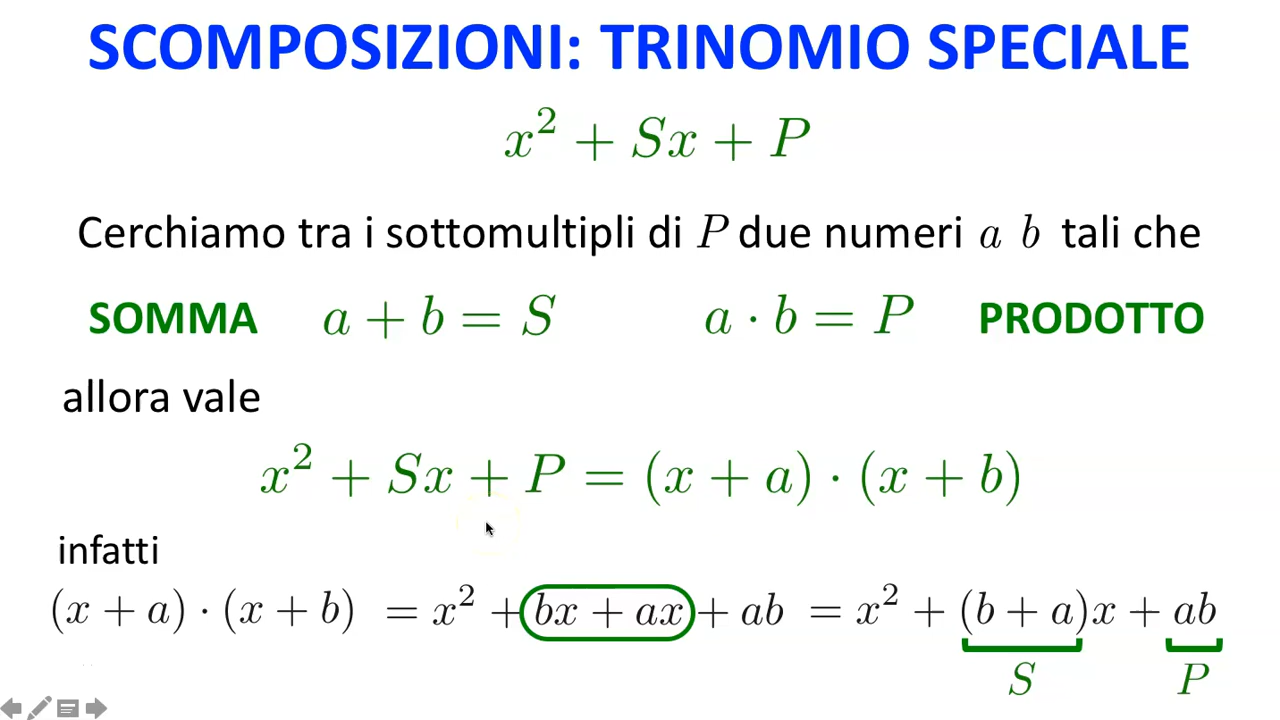 SCOMPOSIZIONI: TRINOMIO SPECIALE
x² + Sx + P
Cerchiamo tra i sottomultipli di P due numeri a b tali che
SOMMA a + b = S a · b = P PRODOTTO
allora vale
x² + Sx + P = (x + a) · (x + b)
infatti
(x + a) · (x + b) = x² + bx + ax + ab = x² + (b + a)x + ab
S P